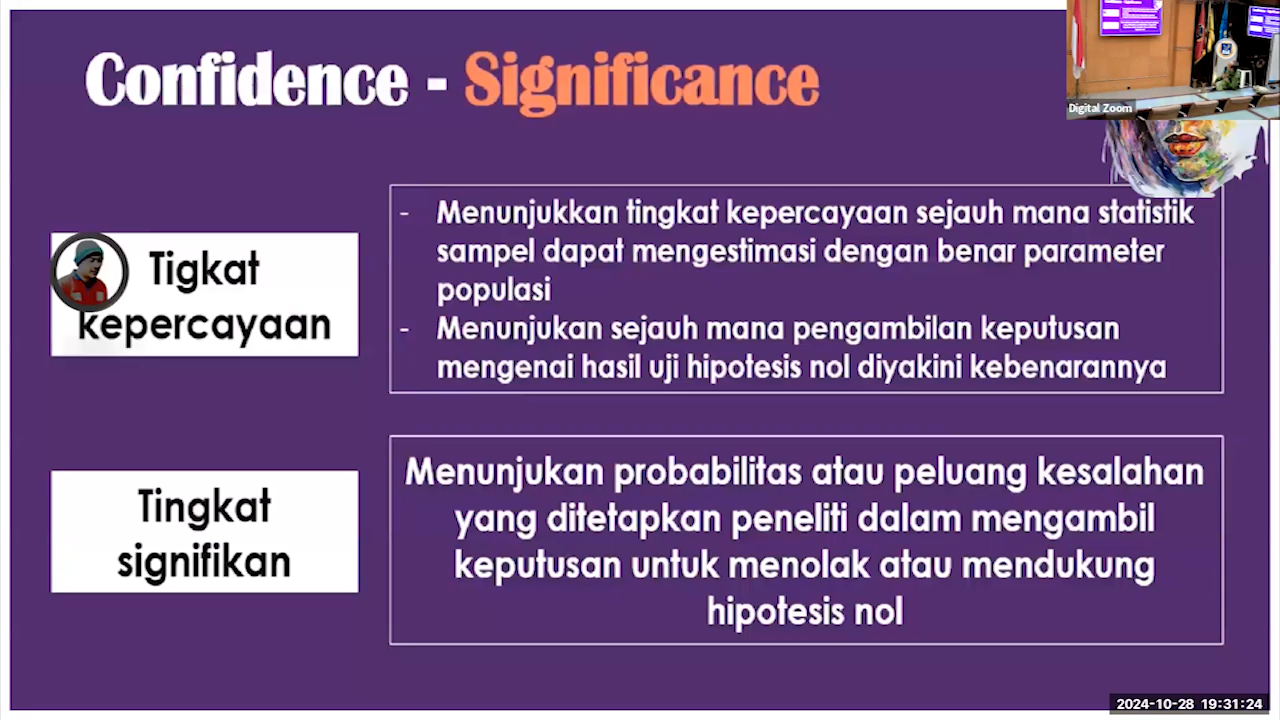 Confidence - Significance
Digital Zoom
Tigkat
kepercayaan
- Menunjukkan tingkat kepercayaan sejauh mana statistik
sampel dapat mengestimasi dengan benar parameter
populasi
- Menunjukan sejauh mana pengambilan keputusan
mengenai hasil uji hipotesis nol diyakini kebenarannya
Tingkat
signifikan
Menunjukan probabilitas atau peluang kesalahan
yang ditetapkan peneliti dalam mengambil
keputusan untuk menolak atau mendukung
hipotesis nol
2024-10-28 19:31:24